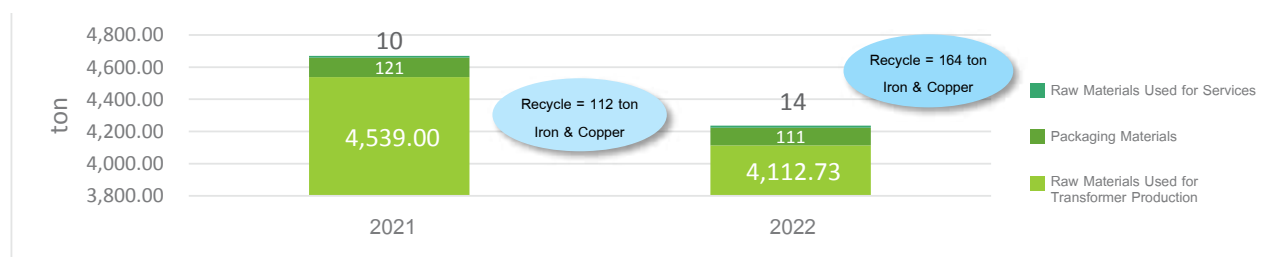 4,800.00
4,600.00
4,400.00
4,200.00
4,000.00
3,800.00
ton
10
121
4,539.00
2021
Recycle = 112 ton
Iron & Copper
14
111
4,112.73
2022
Recycle = 164 ton
Iron & Copper
Raw Materials Used for Services
Packaging Materials
Raw Materials Used for
Transformer Production